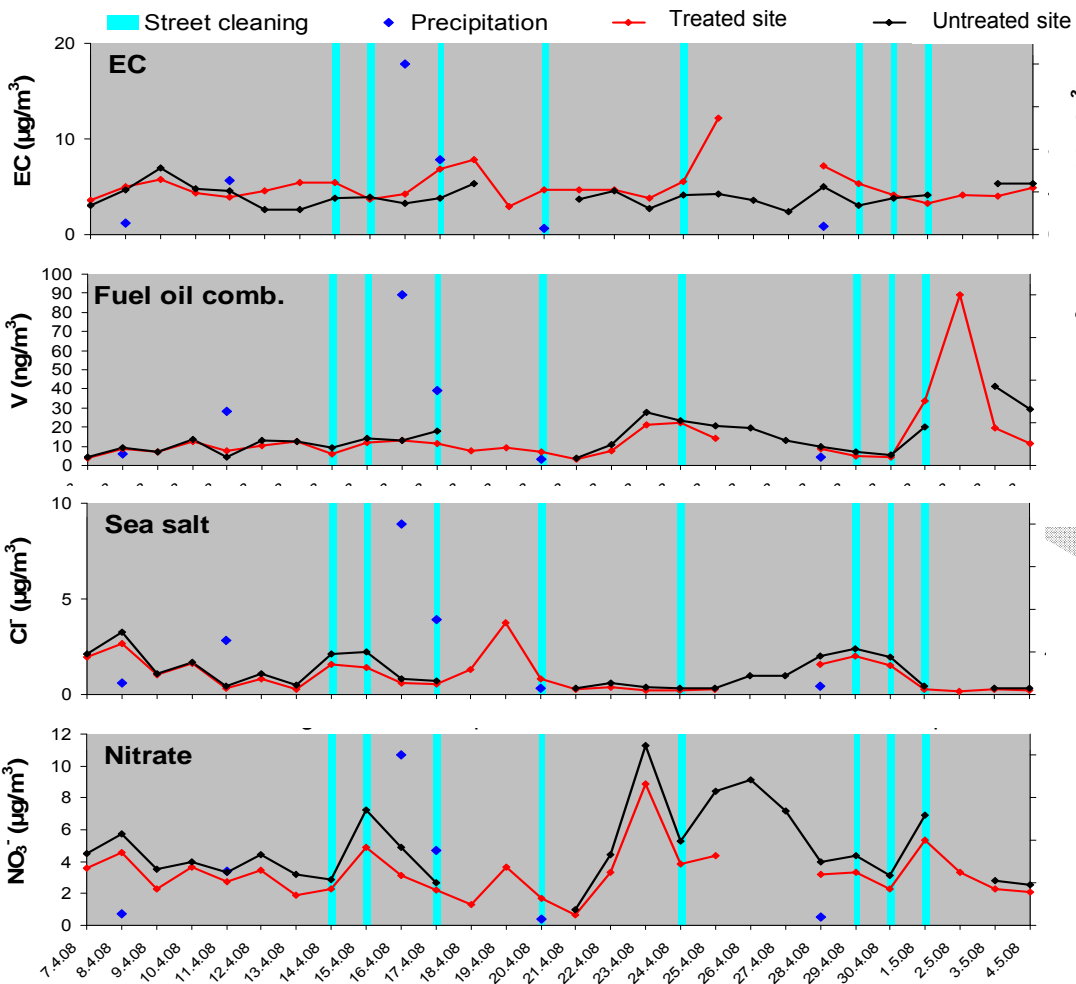 Street cleaning Precipitation Treated site Untreated site
EC
EC (µg/m³)
20
10
0
Fuel oil comb.
V (ng/m³)
100
90
80
70
60
50
40
30
20
10
0
Sea salt
Cl⁻ (µg/m³)
10
5
0
Nitrate
NO₃⁻ (µg/m³)
12
10
8
6
4
2
0
7.4.08 8.4.08 9.4.08 10.4.08 11.4.08 12.4.08 13.4.08 14.4.08 15.4.08 16.4.08 17.4.08 18.4.08 19.4.08 20.4.08 21.4.08 22.4.08 23.4.08 24.4.08 25.4.08 26.4.08 27.4.08 28.4.08 29.4.08 30.4.08 1.5.08 2.5.08 3.5.08 4.5.08